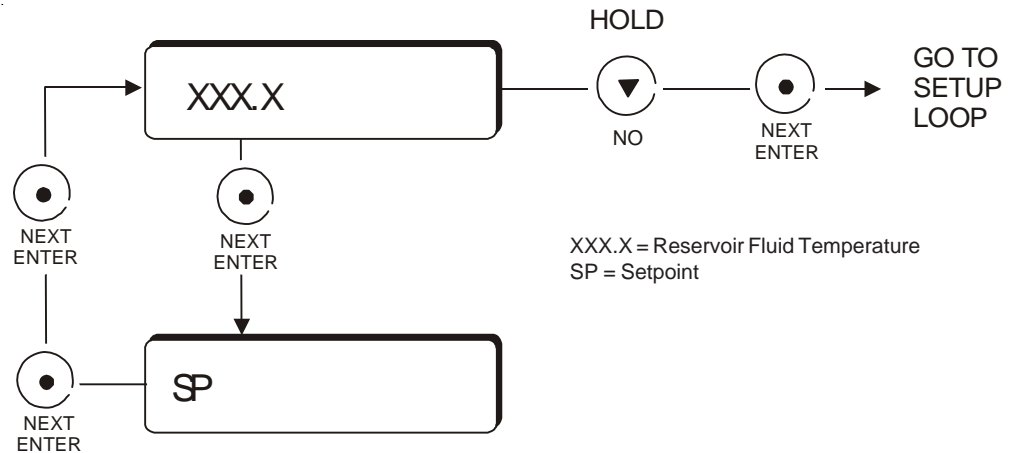 HOLD
XXX.X
NO
NEXT
ENTER
GO TO
SETUP
LOOP
NEXT
ENTER
NEXT
ENTER
XXX.X = Reservoir Fluid Temperature
SP = Setpoint
SP
NEXT
ENTER